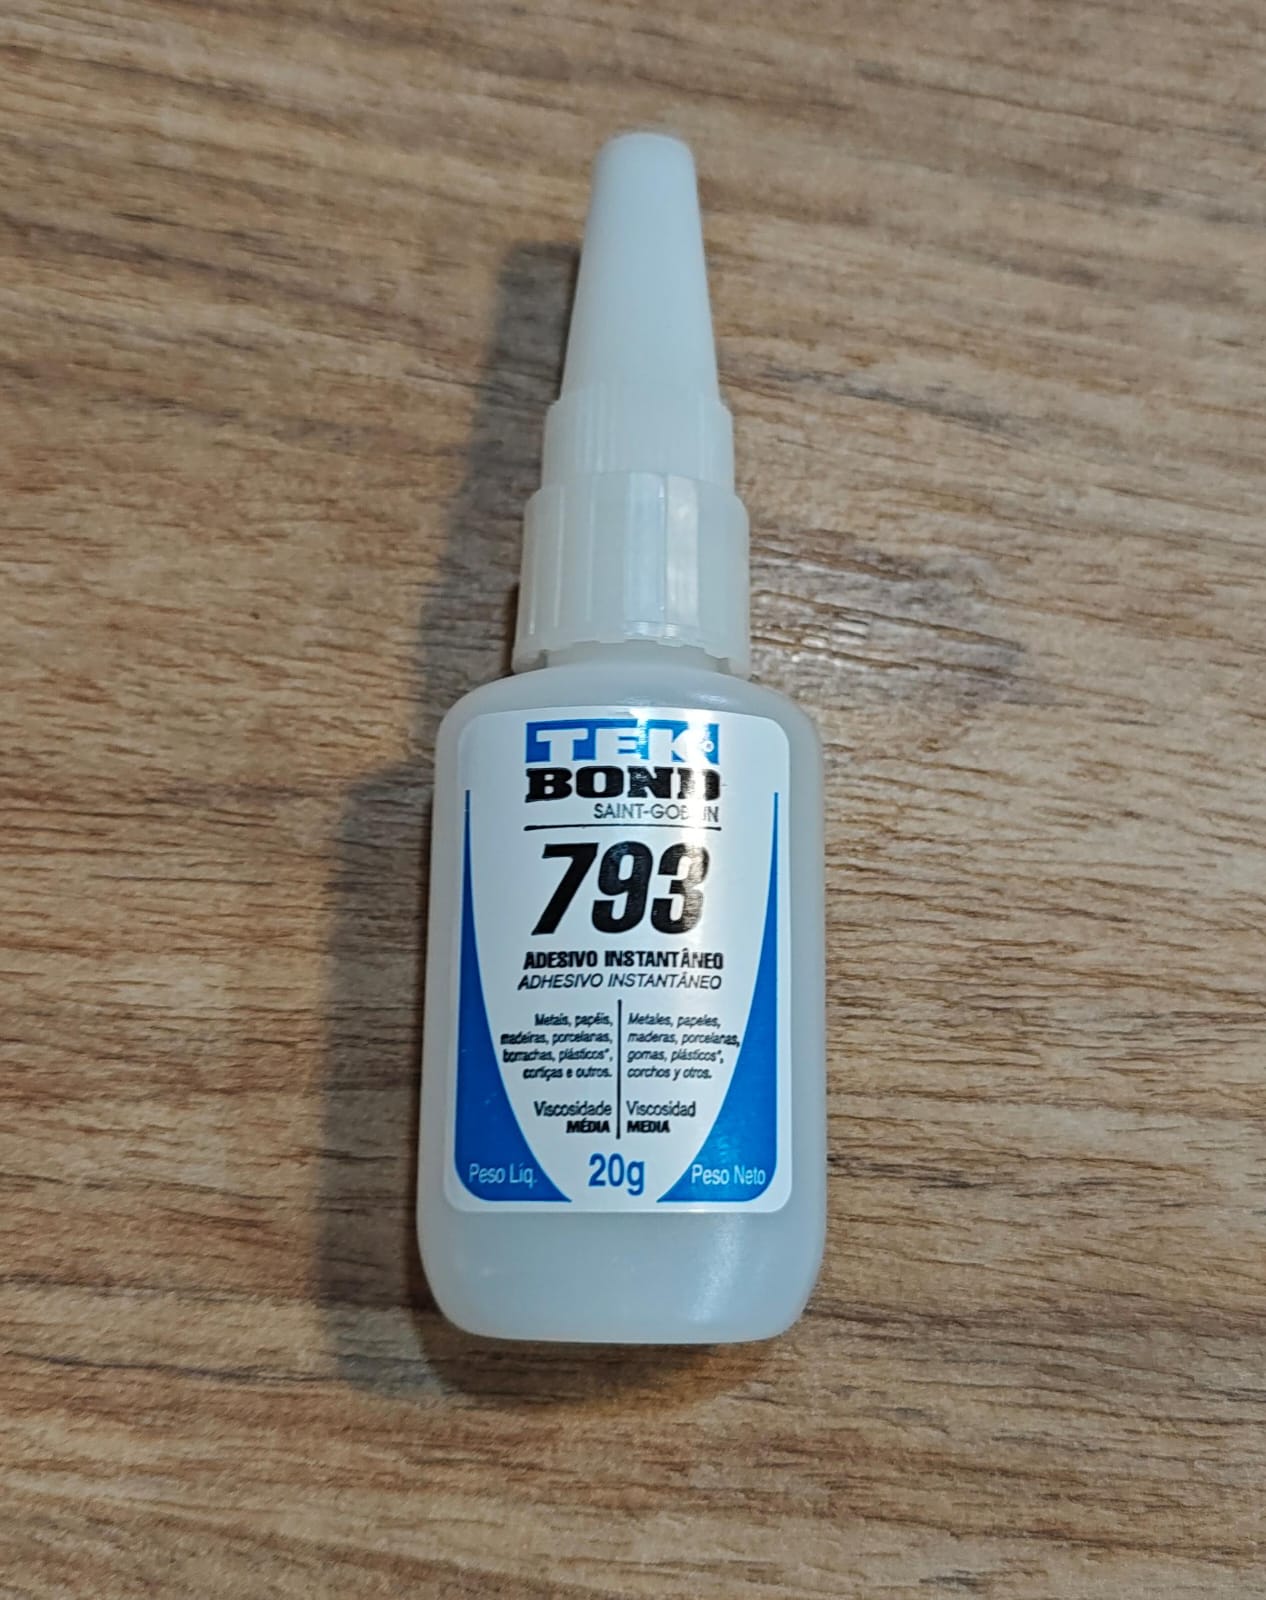 TEK
BOND
SAINT-GOBAIN
793
ADESIVO INSTANTÂNEO
ADHESIVO INSTANTÂNEO
Metais, papéis,
madeiras, porcelanas,
borrachas, plásticos*,
cortiças e outros.
Viscosidade
MÉDIA
Metales, papeles,
maderas, porcelanas,
gomas, plásticos*,
corchos y otros.
Viscosidad
MEDIA
Peso Líq. 20g Peso Neto